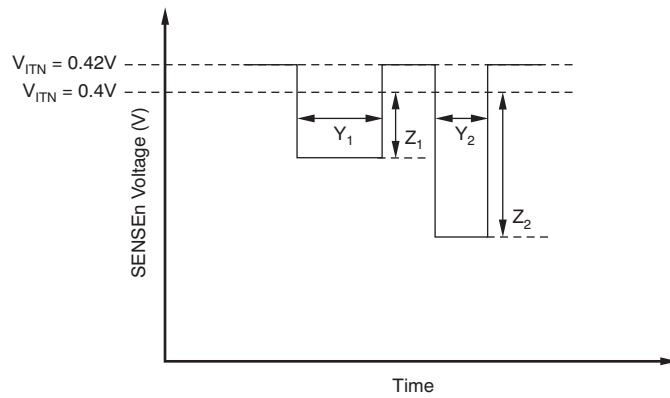 V_ITN = 0.42V
V_ITN = 0.4V
Y_1
Z_1
Y_2
Z_2
SENSEn Voltage (V)
Time